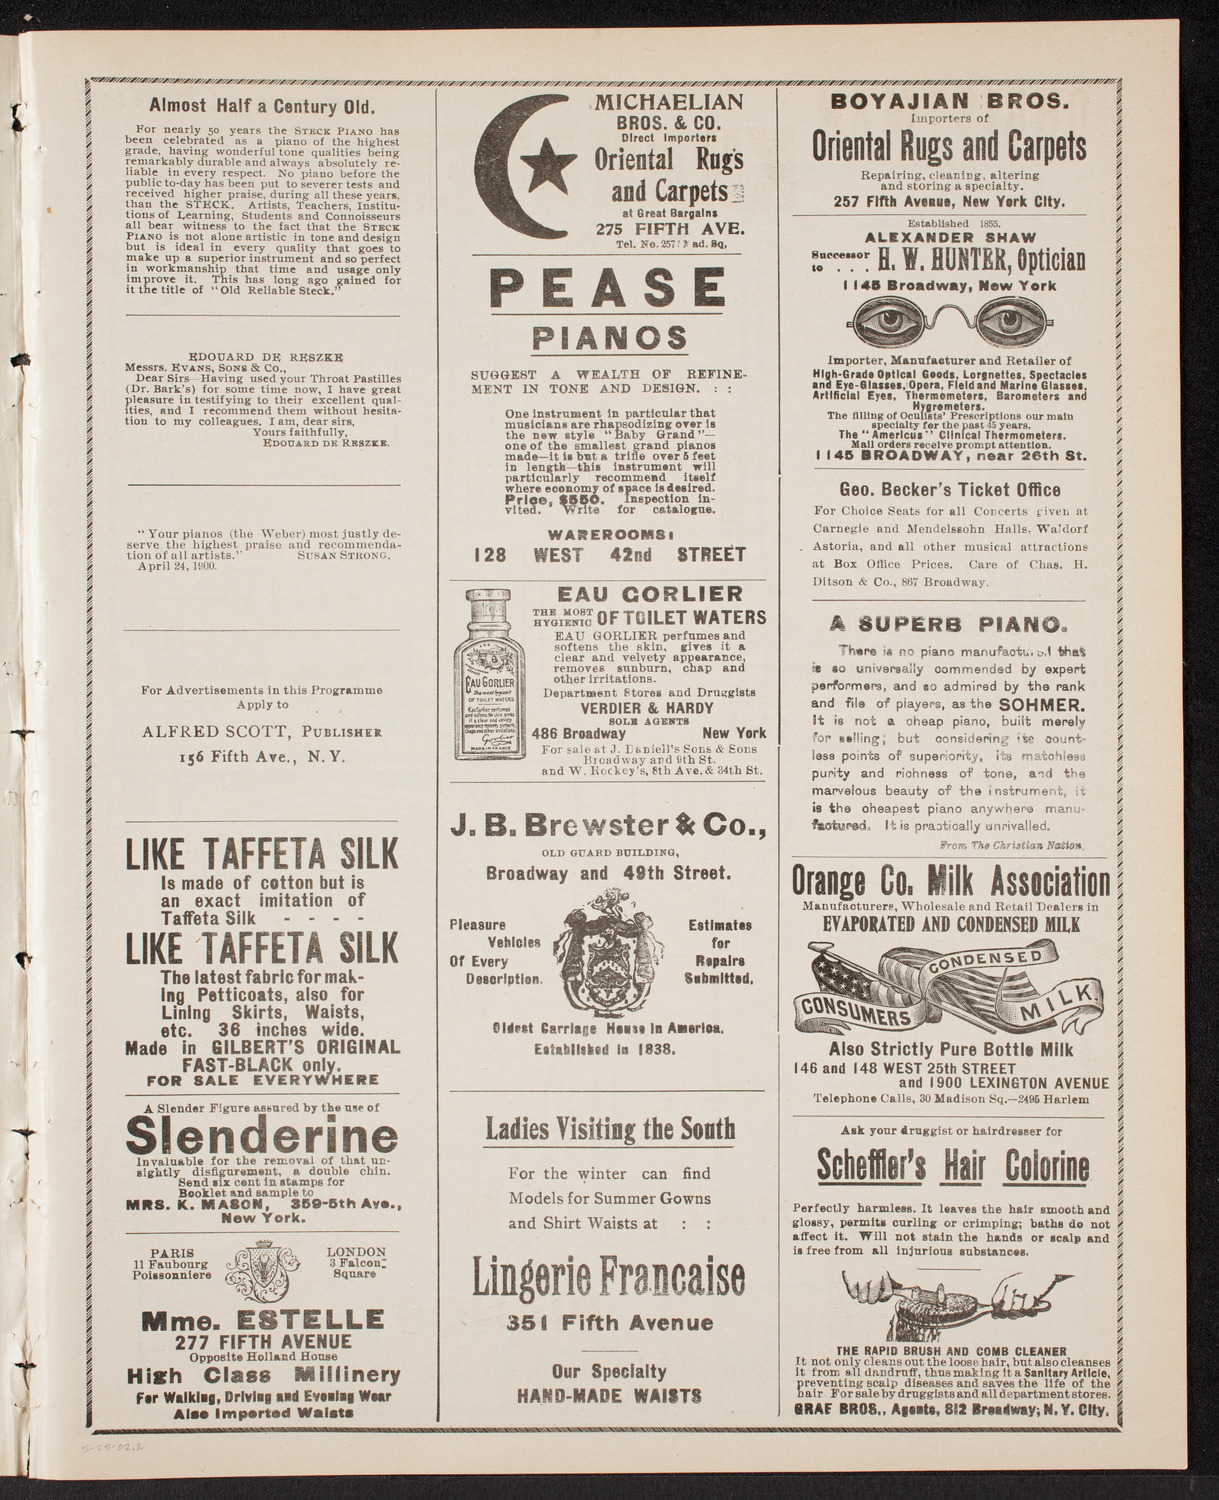 Almost Half a Century Old.
For nearly 50 years the STECK PIANO has
been celebrated as a piano of the highest
grade, having wonderful tone qualities being
remarkably durable and always absolutely re-
liable in every respect. No piano before the
public to-day has been put to severer tests and
received higher praise, during all these years,
than the STECK. Artists, Teachers, Institu-
tions of Learning, Students and Connoisseurs
all bear witness to the fact that the STECK
PIANO is not alone artistic in tone and design
but is ideal in every quality that goes to
make up a superior instrument and so perfect
in workmanship that time and usage only
improve it. This has long ago gained for
it the title of "Old Reliable Steck."
EDOUARD DE RESZKE
Messrs. EVANS, SONS & Co.,
Dear Sirs—Having used your Throat Pastilles
(Dr. Bark's) for some time now, I have great
pleasure in testifying to their excellent qual-
ities, and I recommend them without hesita-
tion to my colleagues. I am, dear sirs,
Yours faithfully,
EDOUARD DE RESZKE.
"Your pianos (the Weber) most justly de-
serve the highest praise and recommenda-
tion of all artists." SUSAN STRONG.
April 24, 1900.
For Advertisements in this Programme
Apply to
ALFRED SCOTT, PUBLISHER
156 Fifth Ave., N. Y.
LIKE TAFFETA SILK
Is made of cotton but is
an exact imitation of
Taffeta Silk - - - -
LIKE TAFFETA SILK
The latest fabric for mak-
ing Petticoats, also for
Lining Skirts, Waists,
etc. 36 inches wide.
Made in GILBERT'S ORIGINAL
FAST-BLACK only.
FOR SALE EVERYWHERE
A Slender Figure assured by the use of
Slenderine
Invaluable for the removal of that un-
sightly disfigurement, a double chin.
Send six cent in stamps for
Booklet and sample to
MRS. K. MASON, 359-5th Ave.,
New York.
PARIS
11 Faubourg
Poissonniere
LONDON
3 Falcon
Square
Mme. ESTELLE
277 FIFTH AVENUE
Opposite Holland House
High Class Millinery
For Walking, Driving and Evening Wear
Also Imported Waists
5-25-02.2
MICHAELIAN
BROS. & CO.
Direct Importers
Oriental Rugs
and Carpets
at Great Bargains
275 FIFTH AVE.
Tel. No. 257 ad. Sq,
PEASE
PIANOS
SUGGEST A WEALTH OF REFINE-
MENT IN TONE AND DESIGN. : :
One instrument in particular that
musicians are rhapsodizing over is
the new style "Baby Grand"—
one of the smallest grand pianos
made—it is but a trifle over 5 feet
in length—this instrument will
particularly recommend itself
where economy of space is desired.
Price, $550. Inspection in-
vited. Write for catalogue.
WAREROOMS:
128 WEST 42nd STREET
EAU GORLIER
THE MOST HYGIENIC OF TOILET WATERS
EAU GORLIER perfumes and
softens the skin, gives it a
clear and velvety appearance,
removes sunburn, chap and
other irritations.
Department Stores and Druggists
VERDIER & HARDY
SOLE AGENTS
486 Broadway New York
For sale at J. Daniell's Sons & Sons
Broadway and 9th St.
and W. Rockey's, 8th Ave. & 34th St.
EAU GORLIER
The most hygienic
OF TOILET WATERS
Eau Gorlier perfumes
and softens the skin gives
it a clear and velvety
appearance removes sunburn,
chaps and other irritations
Gorlier
MADE IN FRANCE
J. B. Brewster & Co.,
OLD GUARD BUILDING,
Broadway and 49th Street.
Pleasure
Vehicles
Of Every
Description.
Estimates
for
Repairs
Submitted.
Oldest Carriage House in America.
Established in 1838.
Ladies Visiting the South
For the winter can find
Models for Summer Gowns
and Shirt Waists at : :
Lingerie Francaise
351 Fifth Avenue
Our Specialty
HAND-MADE WAISTS
BOYAJIAN BROS.
Importers of
Oriental Rugs and Carpets
Repairing, cleaning, altering
and storing a specialty.
257 Fifth Avenue, New York City.
Established 1855.
ALEXANDER SHAW
Successor to . . . H. W. HUNTER, Optician
1145 Broadway, New York
Importer, Manufacturer and Retailer of
High-Grade Optical Goods, Lorgnettes, Spectacles
and Eye-Glasses, Opera, Field and Marine Glasses,
Artificial Eyes, Thermometers, Barometers and
Hygrometers.
The filling of Oculists' Prescriptions our main
specialty for the past 45 years.
The "Americus" Clinical Thermometers.
Mail orders receive prompt attention.
1145 BROADWAY, near 26th St.
Geo. Becker's Ticket Office
For Choice Seats for all Concerts given at
Carnegie and Mendelssohn Halls, Waldorf
Astoria, and all other musical attractions
at Box Office Prices. Care of Chas. H.
Ditson & Co., 867 Broadway.
A SUPERB PIANO.
There is no piano manufactured that
is so universally commended by expert
performers, and so admired by the rank
and file of players, as the SOHMER.
It is not a cheap piano, built merely
for selling; but considering its count-
less points of superiority, its matchless
purity and richness of tone, and the
marvelous beauty of the instrument, it
is the cheapest piano anywhere manu-
factured. It is practically unrivalled.
From The Christian Nation.
Orange Co. Milk Association
Manufacturers, Wholesale and Retail Dealers in
EVAPORATED AND CONDENSED MILK
CONSUMERS CONDENSED MILK
Also Strictly Pure Bottle Milk
146 and 148 WEST 25th STREET
and 1900 LEXINGTON AVENUE
Telephone Calls, 30 Madison Sq.—2495 Harlem
Ask your druggist or hairdresser for
Scheffler's Hair Colorine
Perfectly harmless. It leaves the hair smooth and
glossy, permits curling or crimping; baths do not
affect it. Will not stain the hands or scalp and
is free from all injurious substances.
THE RAPID BRUSH AND COMB CLEANER
It not only cleans out the loose hair, but also cleanses
it from all dandruff, thus making it a Sanitary Article,
preventing scalp diseases and saves the life of the
hair. For sale by druggists and all department stores.
GRAF BROS., Agents, 812 Broadway, N. Y. City.